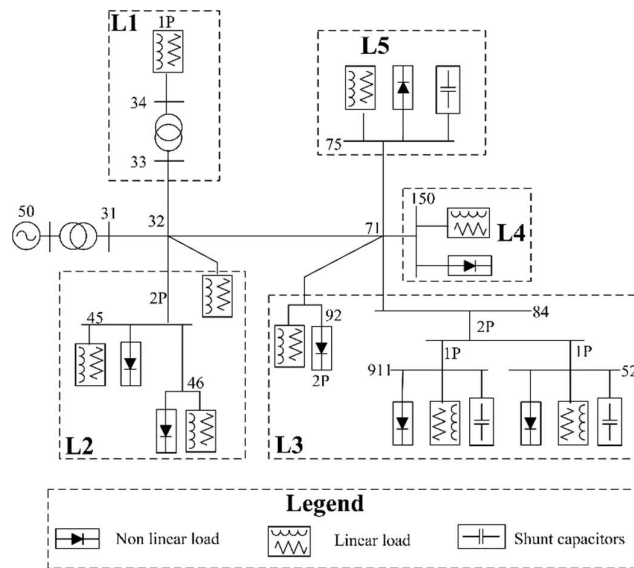 L1
1P
34
33
L5
75
50
31
32
71
150
L4
2P
45
46
L2
92
2P
84
2P
1P
1P
911
52
L3
Legend
Non linear load
Linear load
Shunt capacitors